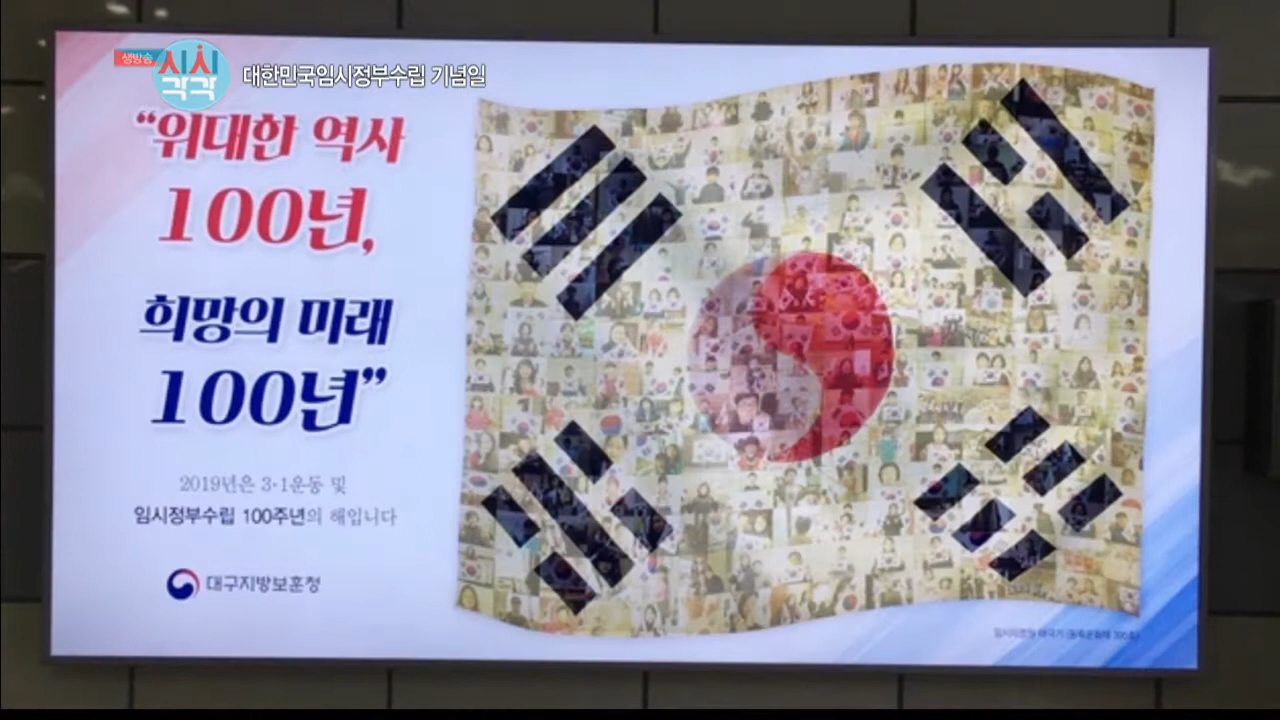 생방송
시시각각
대한민국임시정부수립 기념일
“위대한 역사
100년,
희망의 미래
100년”
2019년은 3·1운동 및
임시정부수립 100주년의 해입니다
대구지방보훈청